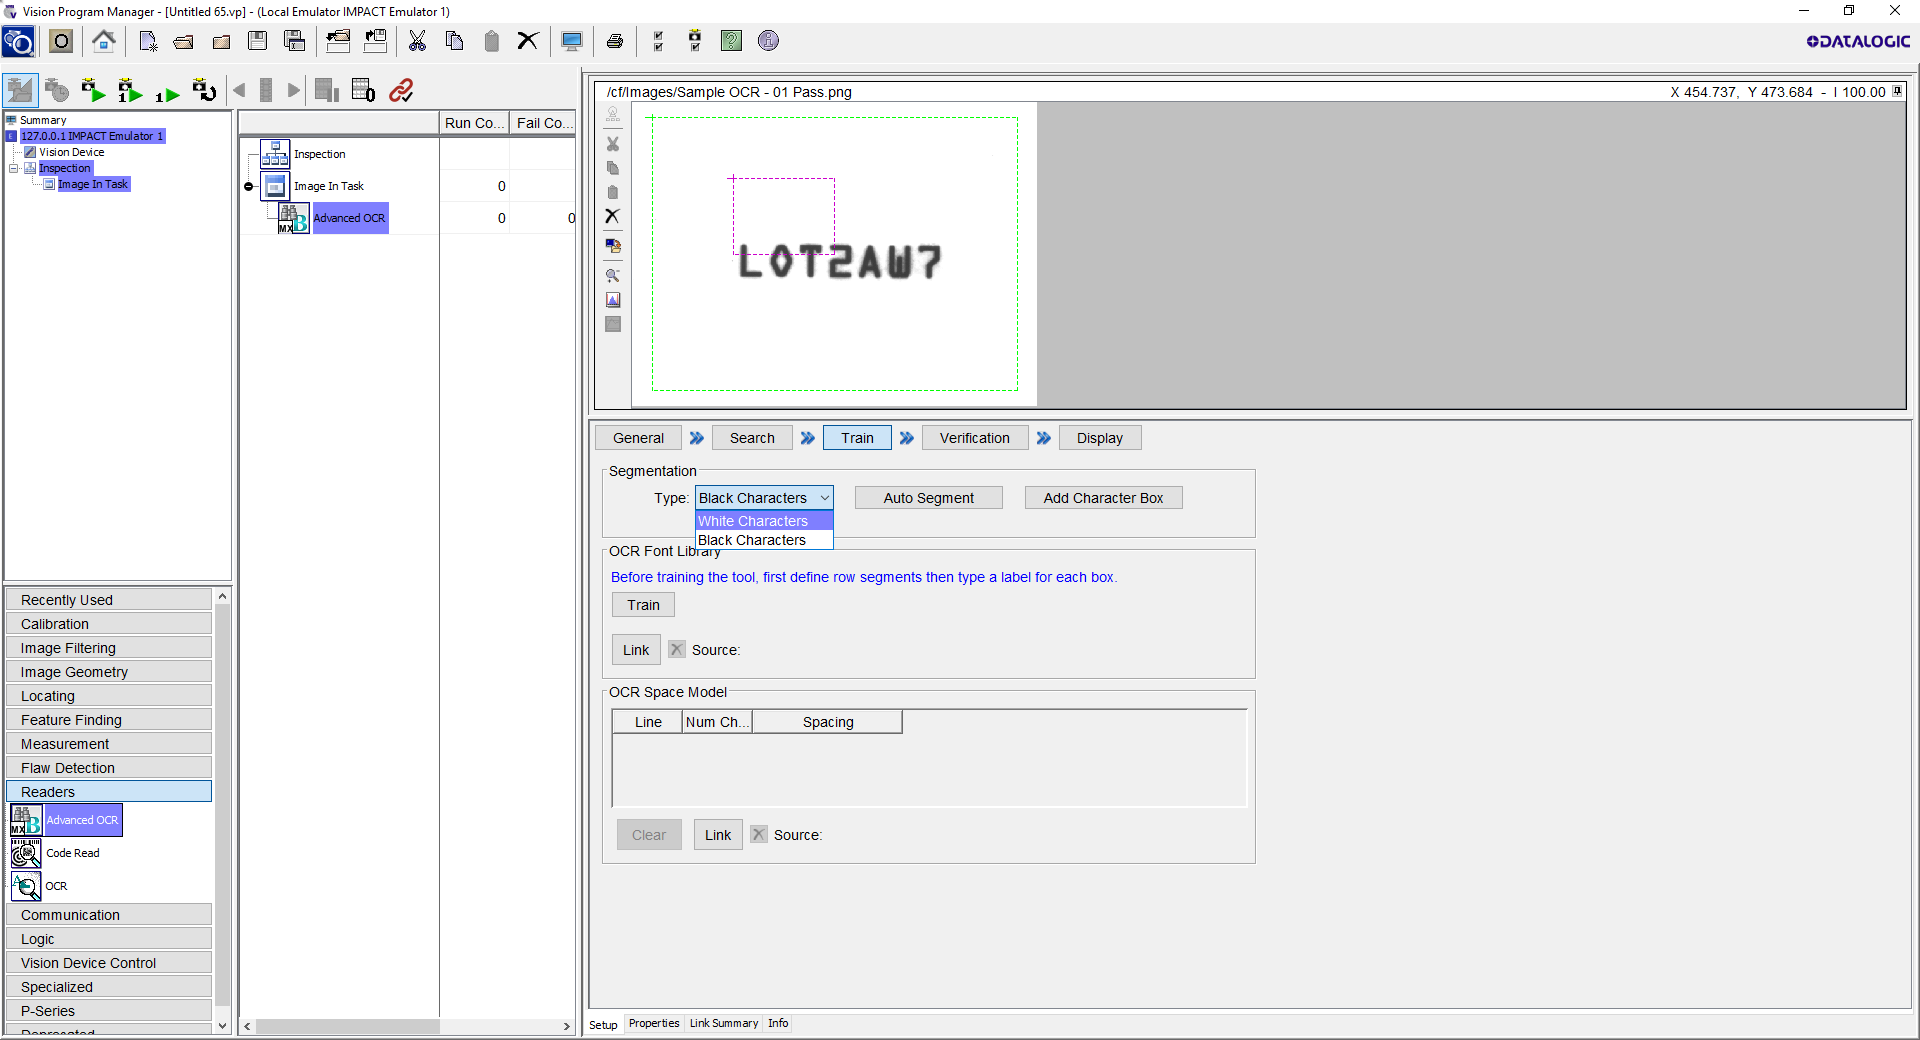 Vision Program Manager - [Untitled 65.vp] - (Local Emulator IMPACT Emulator 1)
DATALOGIC
Summary
127.0.0.1 IMPACT Emulator 1
Vision Device
Inspection
Image In Task
Run Co... Fail Co...
Inspection
Image In Task 0
Advanced OCR 0 0
/cf/Images/Sample OCR - 01 Pass.png
X 454.737, Y 473.684 - I 100.00
LOT2AW7
General Search Train Verification Display
Segmentation
Type: Black Characters Auto Segment Add Character Box
White Characters
Black Characters
OCR Font Library
Before training the tool, first define row segments then type a label for each box.
Train
Link Source:
OCR Space Model
Line Num Ch... Spacing
Clear Link Source:
Recently Used
Calibration
Image Filtering
Image Geometry
Locating
Feature Finding
Measurement
Flaw Detection
Readers
Advanced OCR
Code Read
OCR
Communication
Logic
Vision Device Control
Specialized
P-Series
Deprecated
Setup Properties Link Summary Info